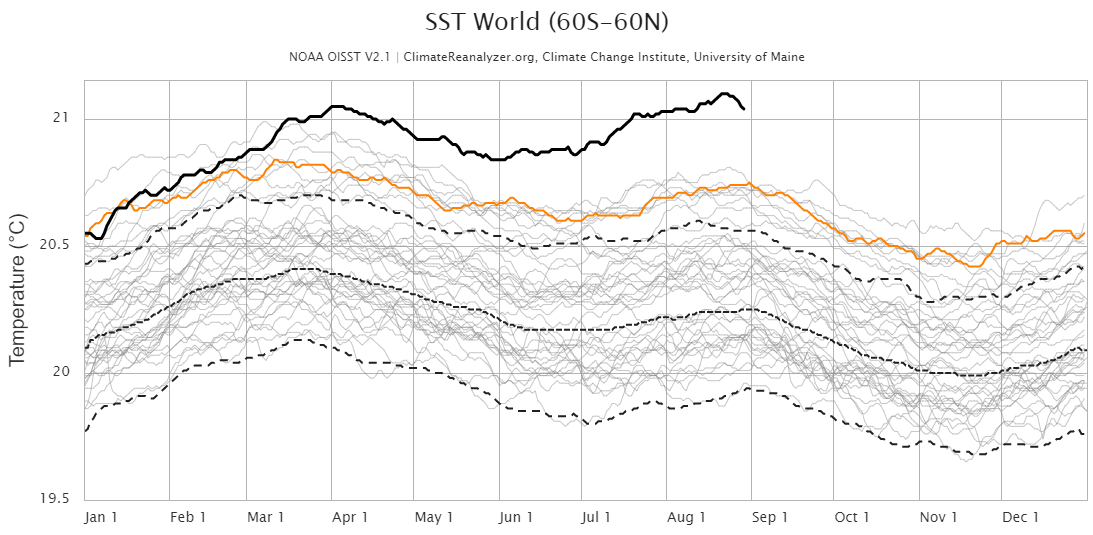 SST World (60S-60N)
NOAA OISST V2.1 | ClimateReanalyzer.org, Climate Change Institute, University of Maine
Temperature (°C)
21
20.5
20
19.5
Jan 1 Feb 1 Mar 1 Apr 1 May 1 Jun 1 Jul 1 Aug 1 Sep 1 Oct 1 Nov 1 Dec 1